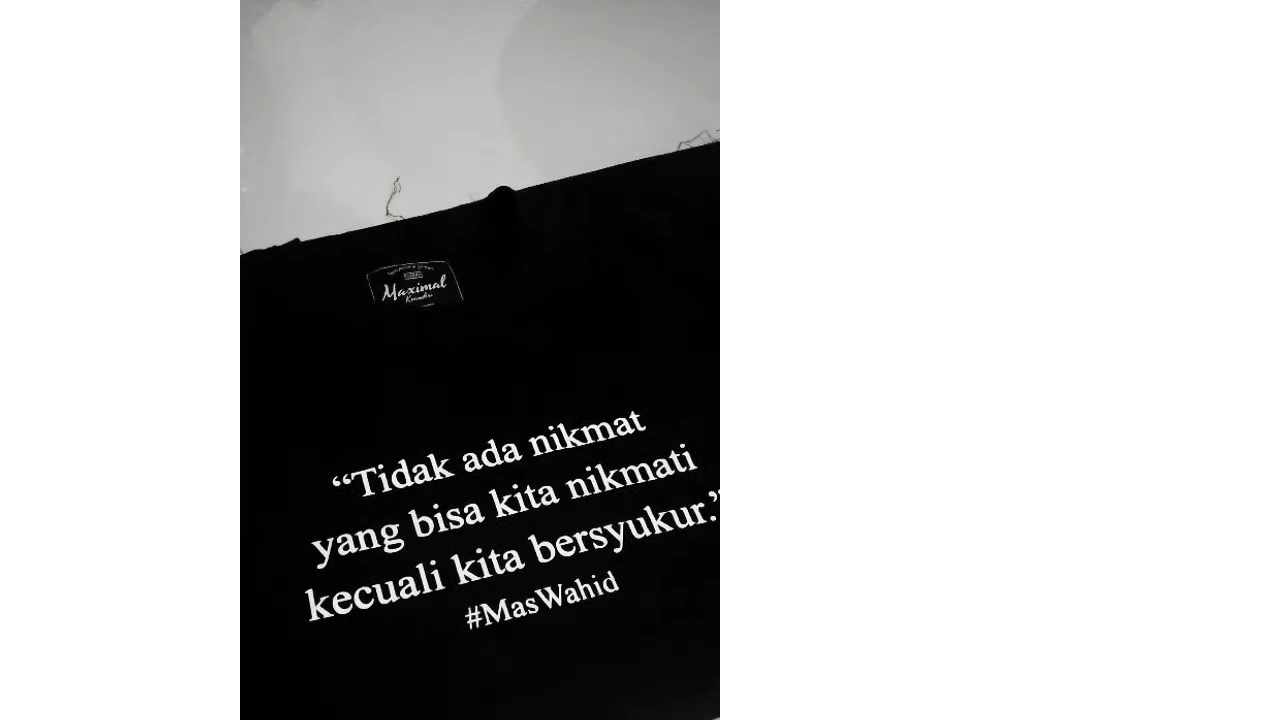 Maximal
“Tidak ada nikmat
yang bisa kita nikmati
kecuali kita bersyukur.”
#MasWahid